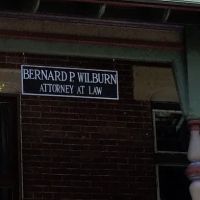 BERNARD P. WILBURN
ATTORNEY AT LAW